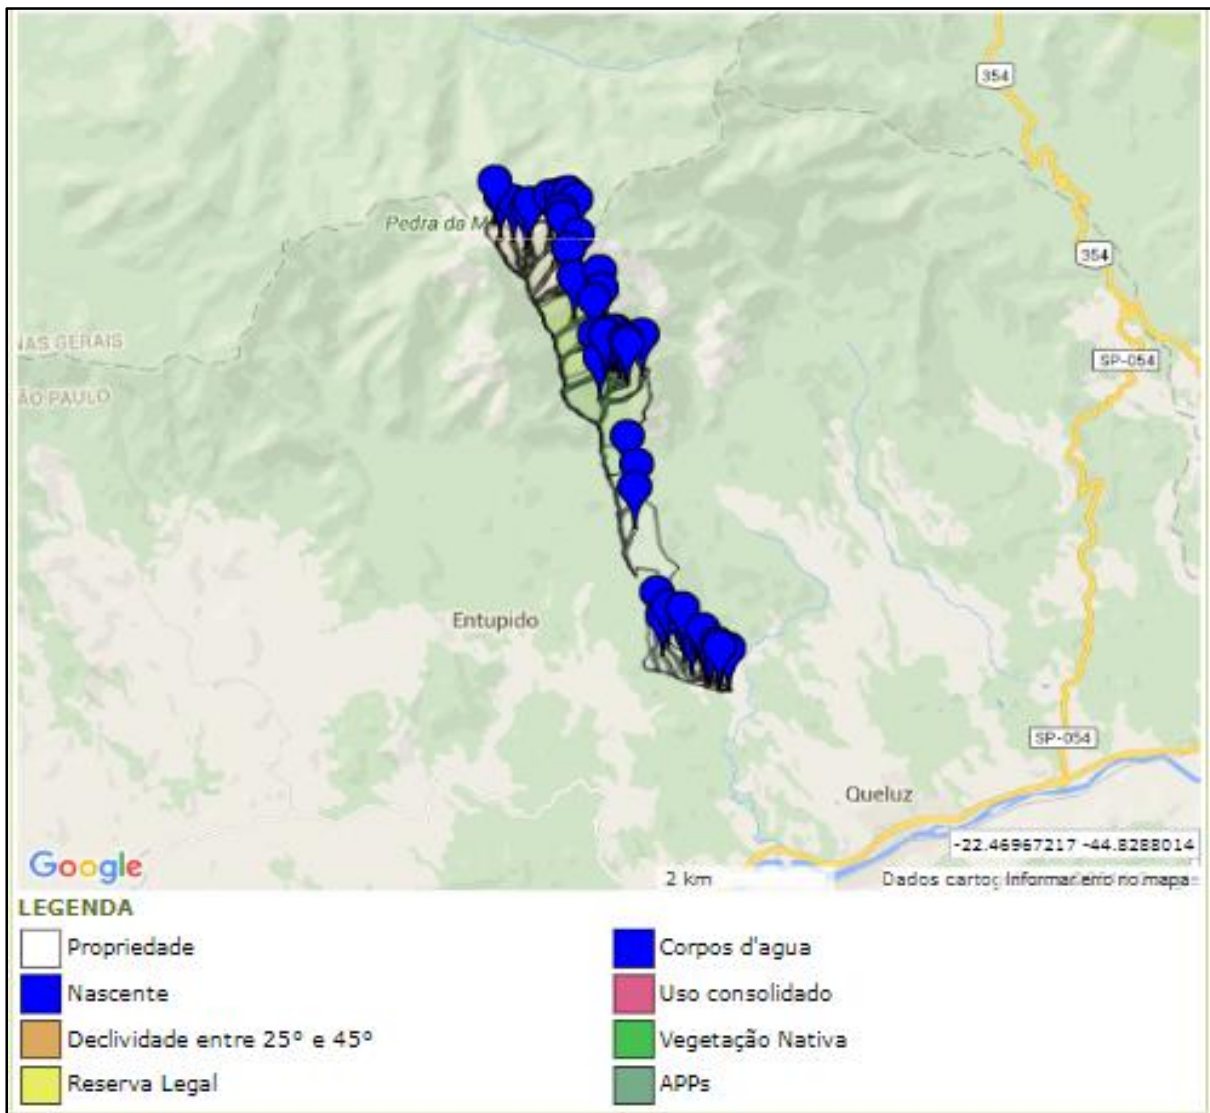 354
Pedra da M
354
NAS GERAIS
SP-054
ÃO PAULO
Entupido
SP-054
Queluz
-22.46967217 -44.8288014
Google
2 km
Dados cartog Informar erro no mapa
LEGENDA
Propriedade
Corpos d'agua
Nascente
Uso consolidado
Declividade entre 25º e 45º
Vegetação Nativa
Reserva Legal
APPs